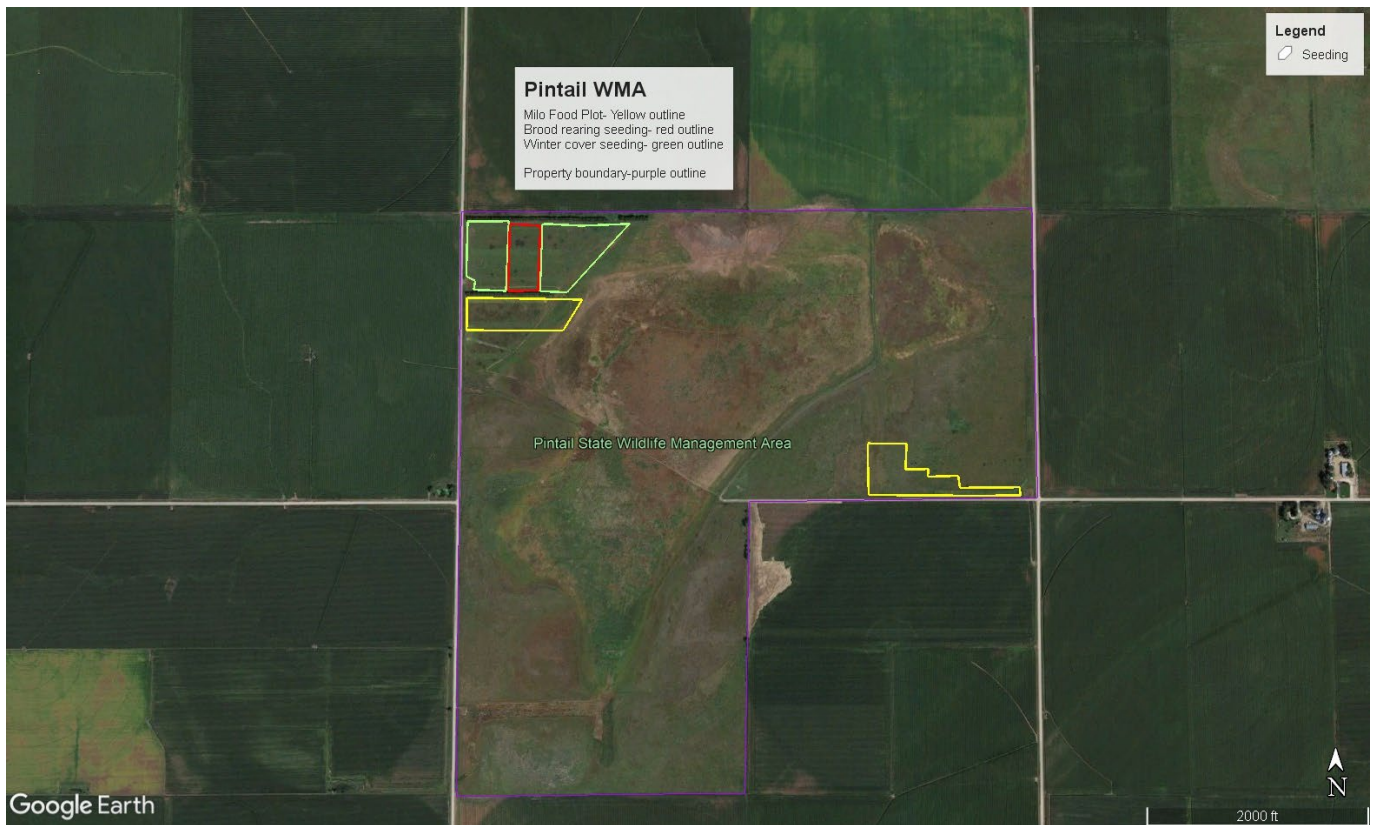 Legend
Seeding
Pintail WMA
Milo Food Plot- Yellow outline
Brood rearing seeding- red outline
Winter cover seeding- green outline
Property boundary-purple outline
Pintail State Wildlife Management Area
Google Earth
N
2000 ft